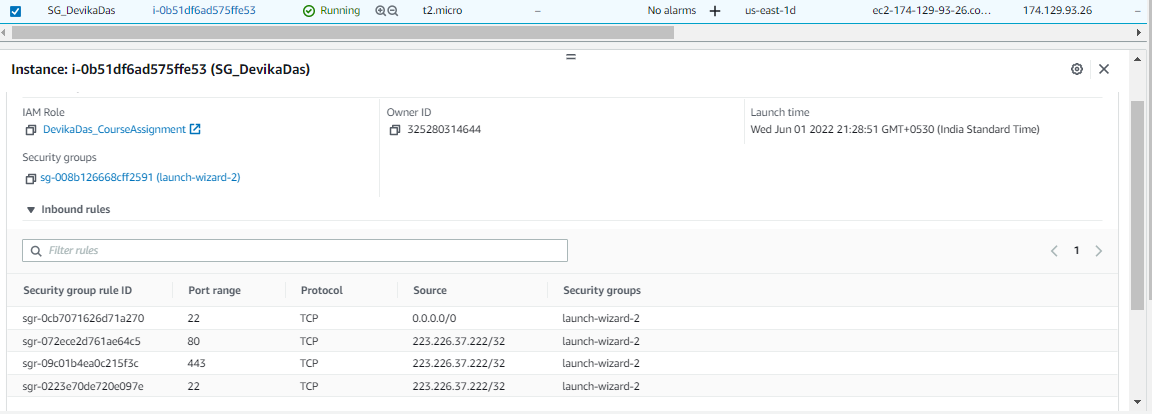 SG_DevikaDas i-0b51df6ad575ffe53 Running t2.micro – No alarms + us-east-1d ec2-174-129-93-26.co... 174.129.93.26 –
Instance: i-0b51df6ad575ffe53 (SG_DevikaDas)
IAM Role Owner ID Launch time
DevikaDas_CourseAssignment 325280314644 Wed Jun 01 2022 21:28:51 GMT+0530 (India Standard Time)
Security groups
sg-008b126668cff2591 (launch-wizard-2)
Inbound rules
Filter rules 1
Security group rule ID Port range Protocol Source Security groups
sgr-0cb7071626d71a270 22 TCP 0.0.0.0/0 launch-wizard-2
sgr-072ece2d761ae64c5 80 TCP 223.226.37.222/32 launch-wizard-2
sgr-09c01b4ea0c215f3c 443 TCP 223.226.37.222/32 launch-wizard-2
sgr-0223e70de720e097e 22 TCP 223.226.37.222/32 launch-wizard-2